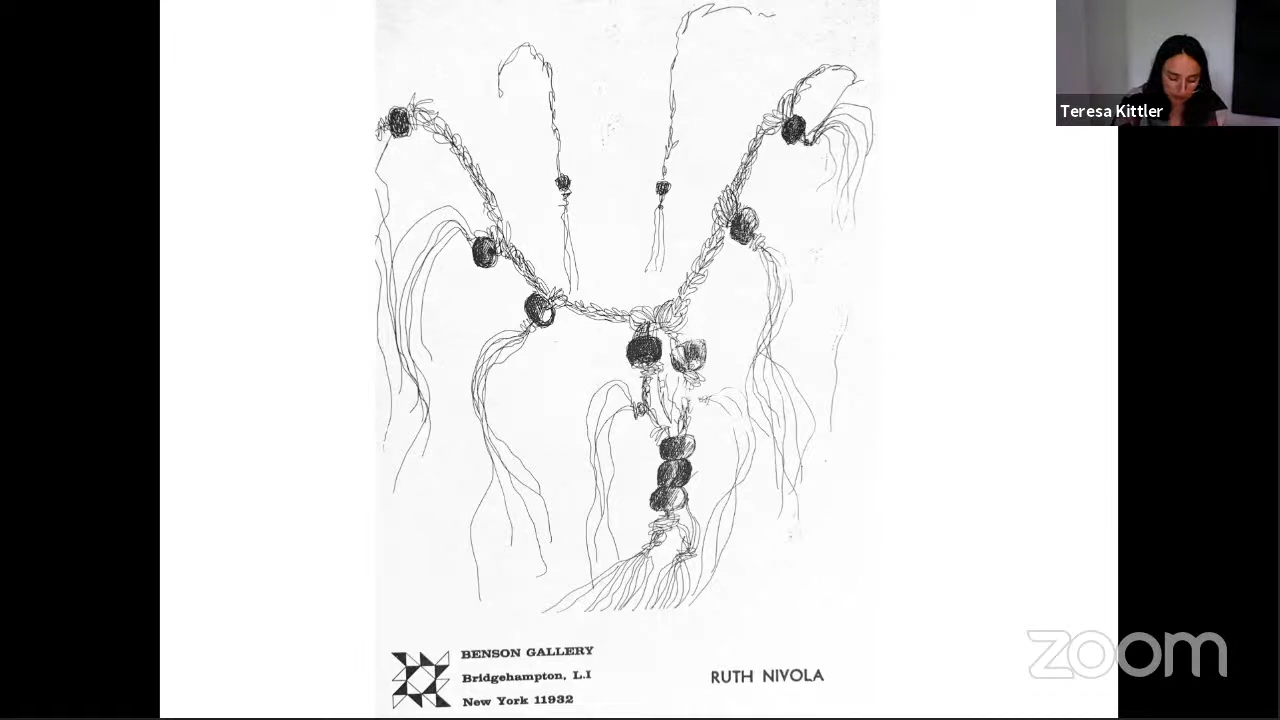 Teresa Kittler
BENSON GALLERY
Bridgehampton, L.I
New York 11932
RUTH NIVOLA
zoom